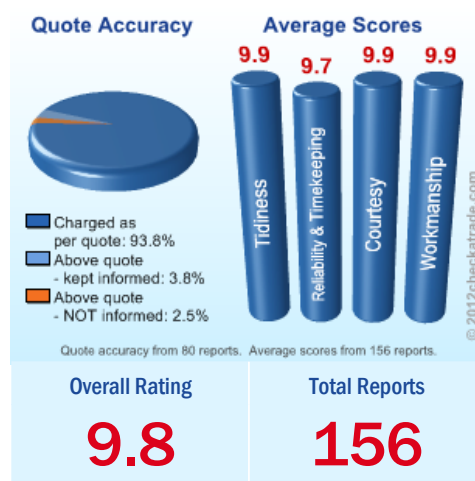 Quote Accuracy
Average Scores
9.9
9.7
9.9
9.9
Tidiness
Reliability & Timekeeping
Courtesy
Workmanship
Charged as
per quote: 93.8%
Above quote
- kept informed: 3.8%
Above quote
- NOT informed: 2.5%
© 2012checkatrade.com
Quote accuracy from 80 reports. Average scores from 156 reports.
Overall Rating
9.8
Total Reports
156